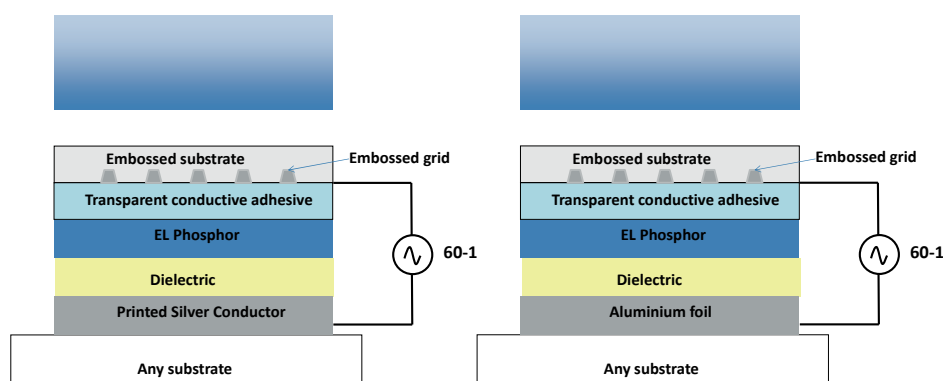 Embossed substrate
Embossed grid
Transparent conductive adhesive
EL Phosphor
60-1
Dielectric
Printed Silver Conductor
Any substrate
Embossed substrate
Embossed grid
Transparent conductive adhesive
EL Phosphor
60-1
Dielectric
Aluminium foil
Any substrate